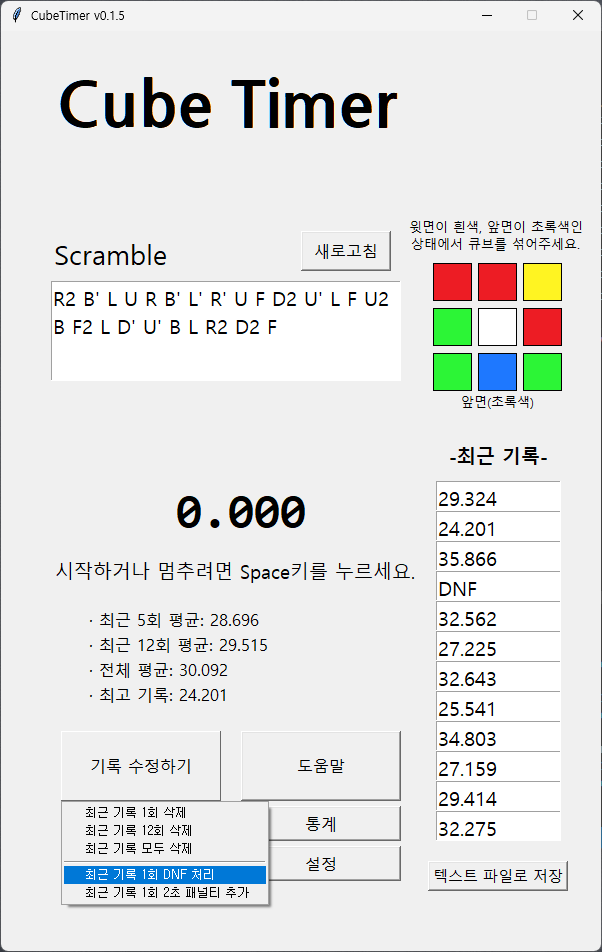 CubeTimer v0.1.5
Cube Timer
윗면이 흰색, 앞면이 초록색인
상태에서 큐브를 섞어주세요.
Scramble
새로고침
R2 B' L U R B' L' R' U F D2 U' L F U2
B F2 L D' U' B L R2 D2 F
앞면(초록색)
-최근 기록-
29.324
24.201
35.866
DNF
32.562
27.225
32.643
25.541
34.803
27.159
29.414
32.275
0.000
시작하거나 멈추려면 Space키를 누르세요.
· 최근 5회 평균: 28.696
· 최근 12회 평균: 29.515
· 전체 평균: 30.092
· 최고 기록: 24.201
기록 수정하기
도움말
최근 기록 1회 삭제
최근 기록 12회 삭제
최근 기록 모두 삭제
최근 기록 1회 DNF 처리
최근 기록 1회 2초 패널티 추가
통계
설정
텍스트 파일로 저장